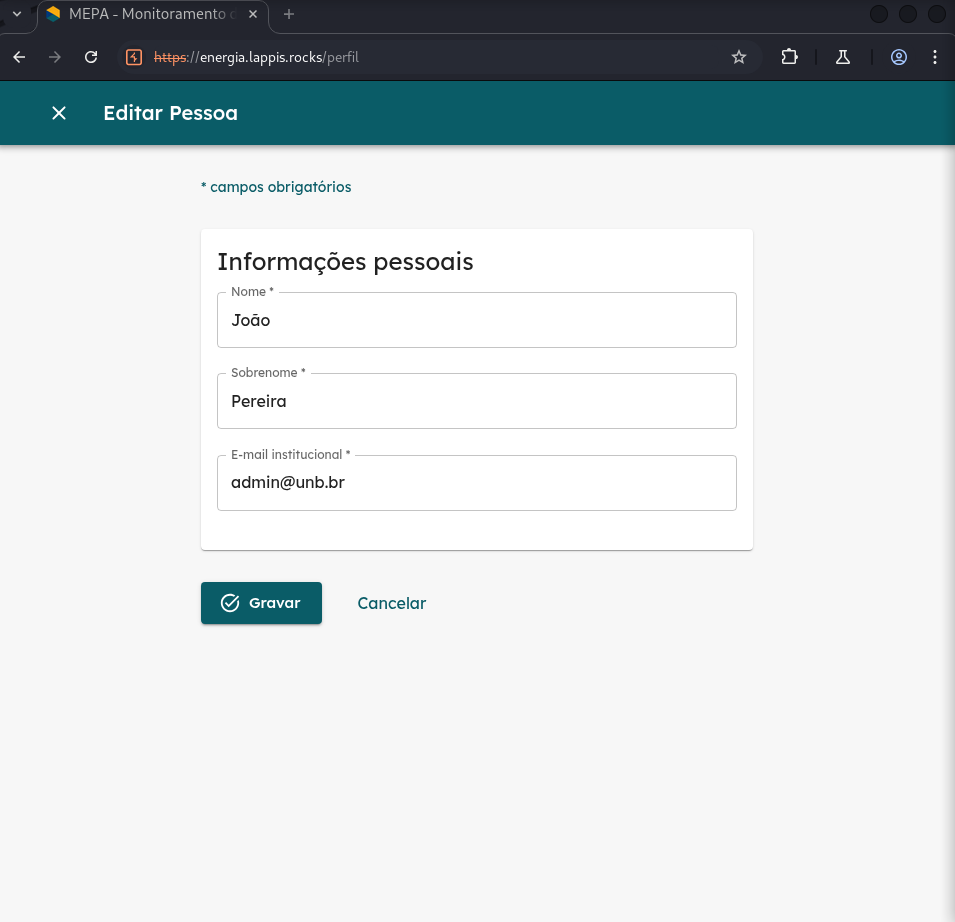 MEPA - Monitoramento
https://energia.lappis.rocks/perfil
Editar Pessoa
* campos obrigatórios
Informações pessoais
Nome *
João
Sobrenome *
Pereira
E-mail institucional *
admin@unb.br
Gravar
Cancelar